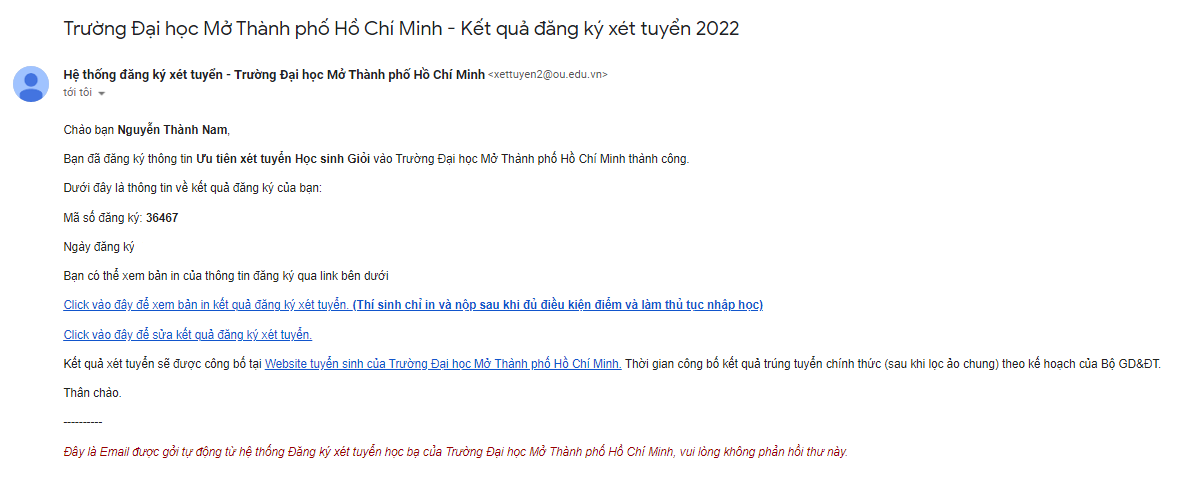 Trường Đại học Mở Thành phố Hồ Chí Minh - Kết quả đăng ký xét tuyển 2022
Hệ thống đăng ký xét tuyển - Trường Đại học Mở Thành phố Hồ Chí Minh <xettuyen2@ou.edu.vn>
tới tôi
Chào bạn Nguyễn Thành Nam,
Bạn đã đăng ký thông tin Ưu tiên xét tuyển Học sinh Giỏi vào Trường Đại học Mở Thành phố Hồ Chí Minh thành công.
Dưới đây là thông tin về kết quả đăng ký của bạn:
Mã số đăng ký: 36467
Ngày đăng ký
Bạn có thể xem bản in của thông tin đăng ký qua link bên dưới
Click vào đây để xem bản in kết quả đăng ký xét tuyển. (Thí sinh chỉ in và nộp sau khi đủ điều kiện điểm và làm thủ tục nhập học)
Click vào đây để sửa kết quả đăng ký xét tuyển.
Kết quả xét tuyển sẽ được công bố tại Website tuyển sinh của Trường Đại học Mở Thành phố Hồ Chí Minh. Thời gian công bố kết quả trúng tuyển chính thức (sau khi lọc ảo chung) theo kế hoạch của Bộ GD&ĐT.
Thân chào.
----------
Đây là Email được gởi tự động từ hệ thống Đăng ký xét tuyển học bạ của Trường Đại học Mở Thành phố Hồ Chí Minh, vui lòng không phản hồi thư này.